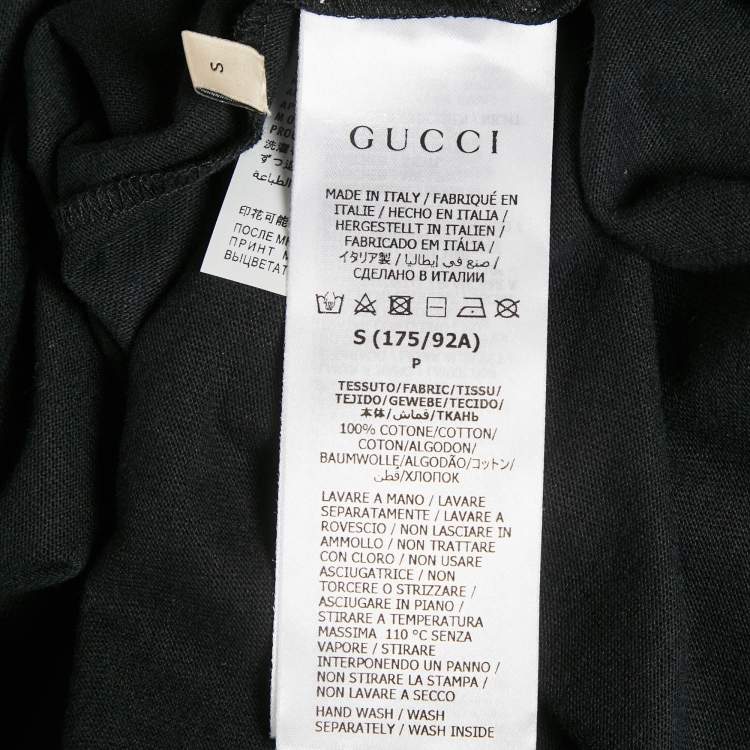 S
GUCCI
MADE IN ITALY / FABRIQUÉ EN
ITALIE / HECHO EN ITALIA /
HERGESTELLT IN ITALIEN /
FABRICADO EM ITÁLIA /
イタリア製 / صنع في إيطاليا /
СДЕЛАНО В ИТАЛИИ
S (175/92A)
P
TESSUTO/FABRIC/TISSU/
TEJIDO/GEWEBE/TECIDO/
本体/قماش/ТКАНЬ
100% COTONE/COTTON/
COTON/ALGODON/
BAUMWOLLE/ALGODÃO/コットン/
قطن/ХЛОПОК
LAVARE A MANO / LAVARE
SEPARATAMENTE / LAVARE A
ROVESCIO / NON LASCIARE IN
AMMOLLO / NON TRATTARE
CON CLORO / NON USARE
ASCIUGATRICE / NON
TORCERE O STRIZZARE /
ASCIUGARE IN PIANO /
STIRARE A TEMPERATURA
MASSIMA 110 °C SENZA
VAPORE / STIRARE
INTERPONENDO UN PANNO /
NON STIRARE LA STAMPA /
NON LAVARE A SECCO
HAND WASH / WASH
SEPARATELY / WASH INSIDE
洗濯
ずつ
الطباعة
印花可能
ПОСЛЕ
ПРИНТ
ВЫЦВЕТАТ